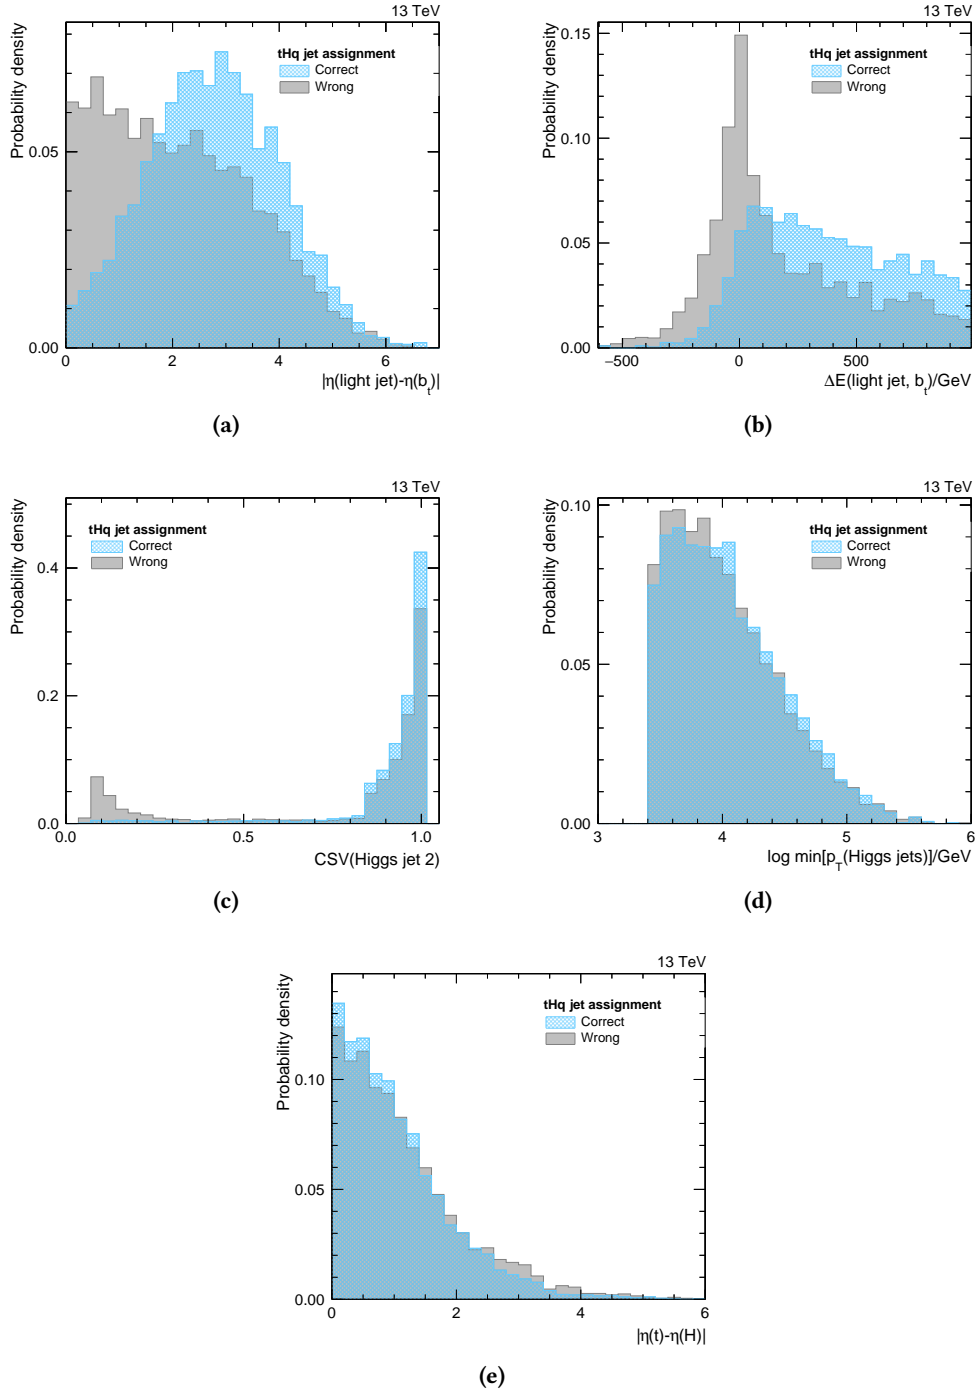 13 TeV
Probability density
tHq jet assignment
Correct
Wrong
0.05
0.00
0 2 4 6
|η(light jet)-η(b_t)|
(a)
13 TeV
Probability density
0.15
tHq jet assignment
Correct
Wrong
0.10
0.05
0.00
−500 0 500
ΔE(light jet, b_t)/GeV
(b)
13 TeV
Probability density
tHq jet assignment
Correct
Wrong
0.4
0.2
0.0
0.0 0.5 1.0
CSV(Higgs jet 2)
(c)
13 TeV
Probability density
0.10
tHq jet assignment
Correct
Wrong
0.05
0.00
3 4 5 6
log min[p_T(Higgs jets)]/GeV
(d)
13 TeV
Probability density
tHq jet assignment
Correct
Wrong
0.10
0.05
0.00
0 2 4 6
|η(t)-η(H)|
(e)